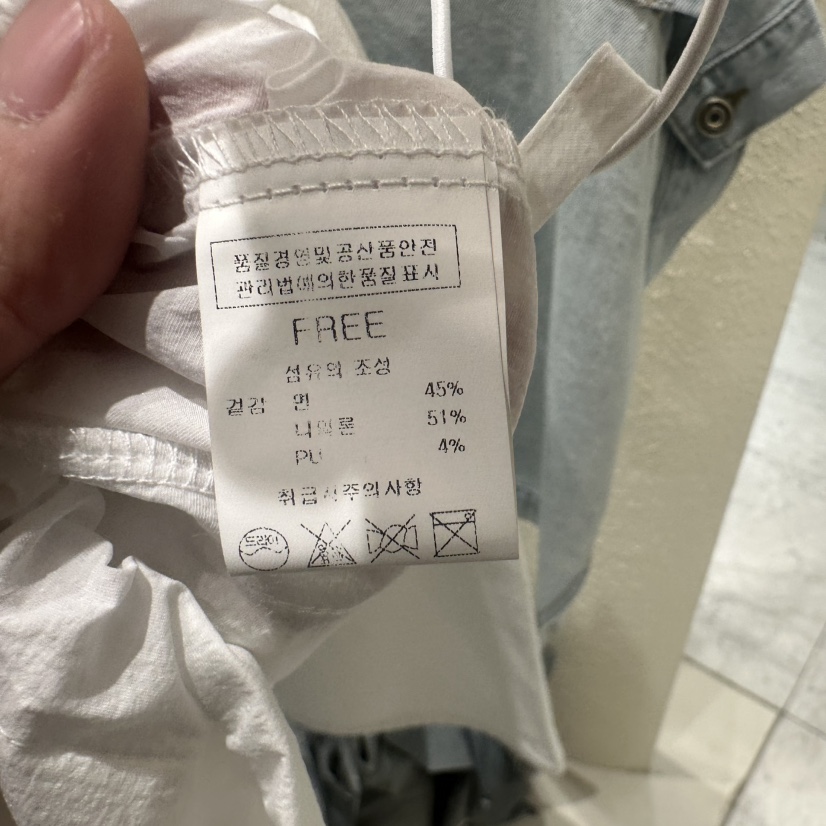 품질경영및공산품안전
관리법에의한품질표시
FREE
섬유의 조성
겉감 면 45%
나일론 51%
PU 4%
취급시주의사항
드라이